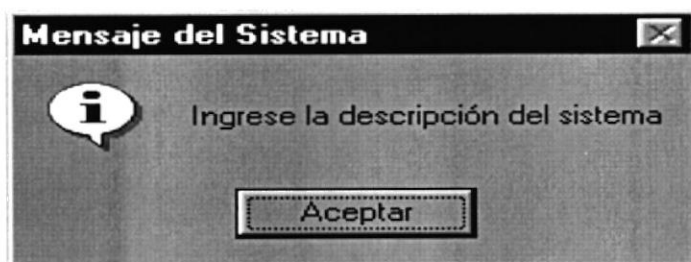 Mensaje del Sistema
Ingrese la descripción del sistema
Aceptar